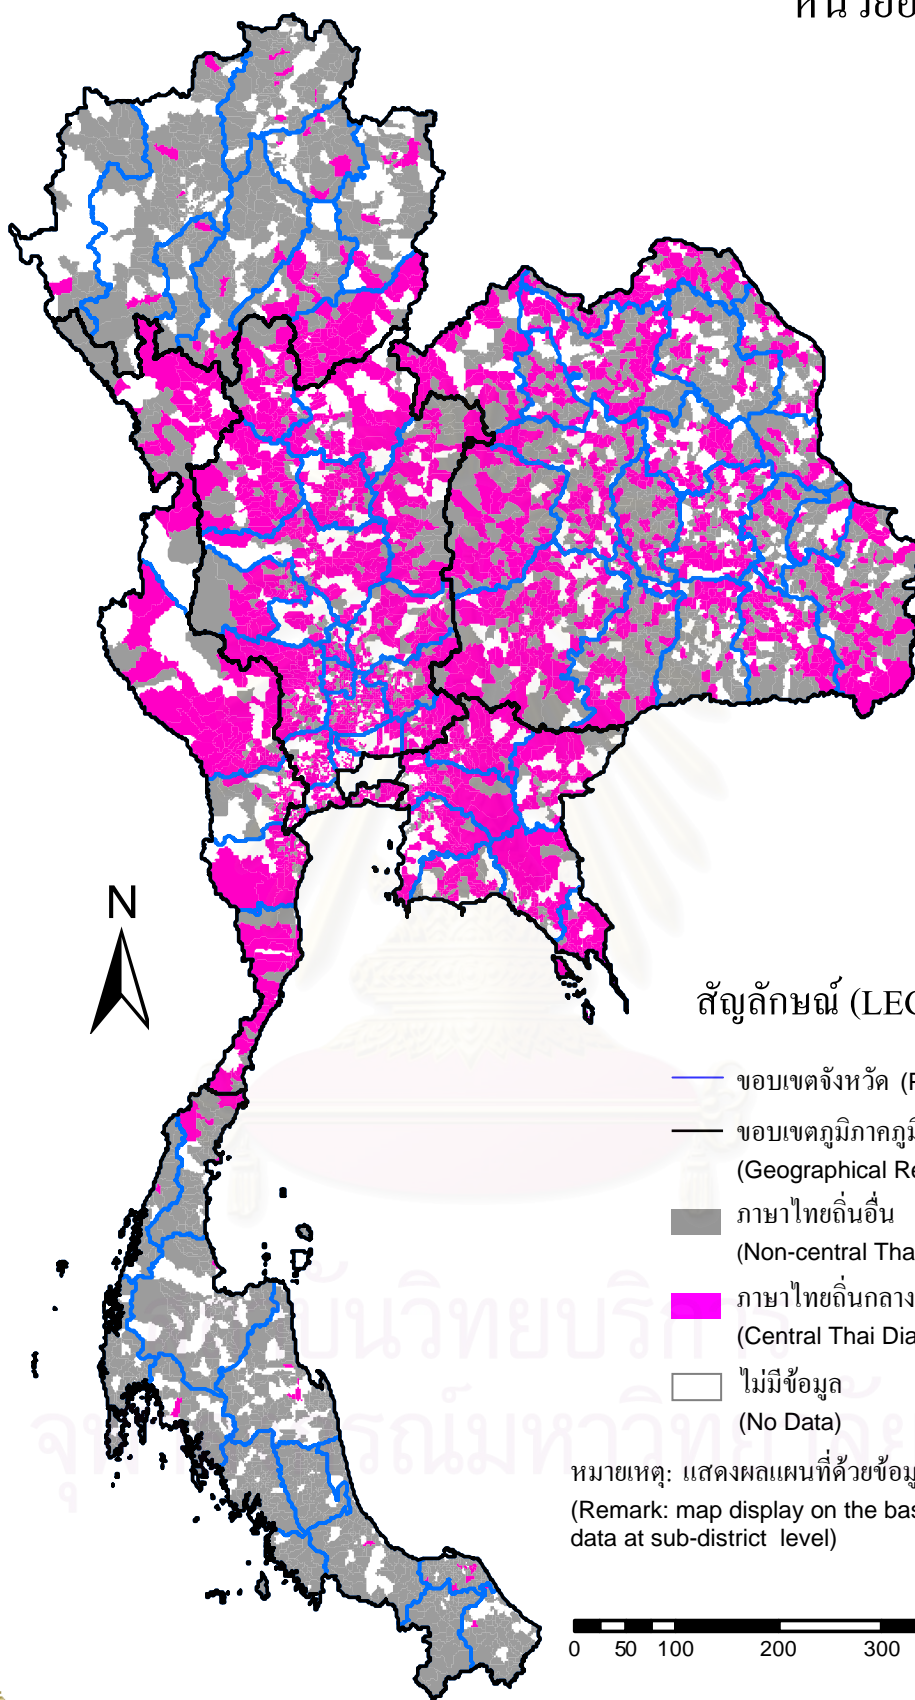 N
สัญลักษณ์ (LEG
ขอบเขตจังหวัด (P
ขอบเขตภูมิภาคภูมิ
(Geographical Re
ภาษาไทยถิ่นอื่น
(Non-central Tha
ภาษาไทยถิ่นกลาง
(Central Thai Dia
ไม่มีข้อมูล
(No Data)
หมายเหตุ: แสดงผลแผนที่ด้วยข้อมู
(Remark: map display on the bas
data at sub-district level)
0 50 100 200 300